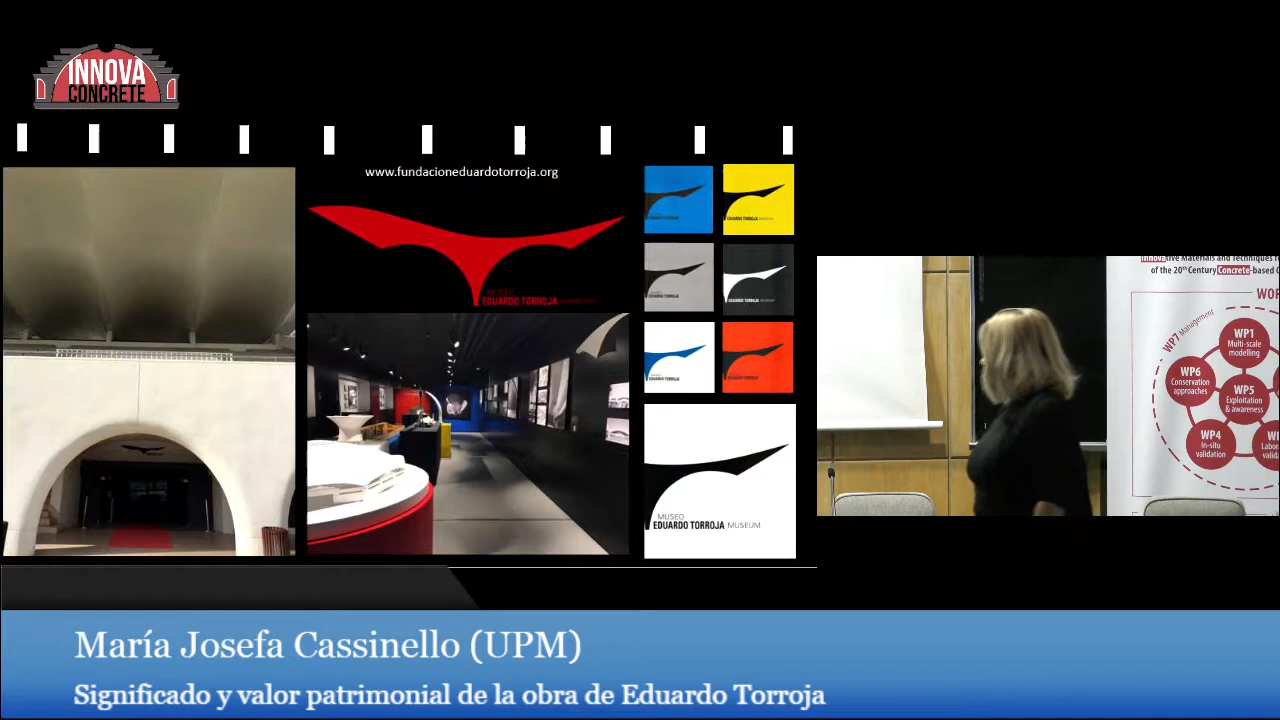 INNOVA
CONCRETE
www.fundacioneduardotorroja.org
MUSEO
EDUARDO TORROJA
MUSEO
EDUARDO TORROJA MUSEUM
Innova
of the 20th Century Concrete-based
WP7 Management
WP1
Multi-scale
modelling
WP6
Conservation
approaches
WP5
Exploitation
& awareness
WP4
In-situ
validation
María Josefa Cassinello (UPM)
Significado y valor patrimonial de la obra de Eduardo Torroja